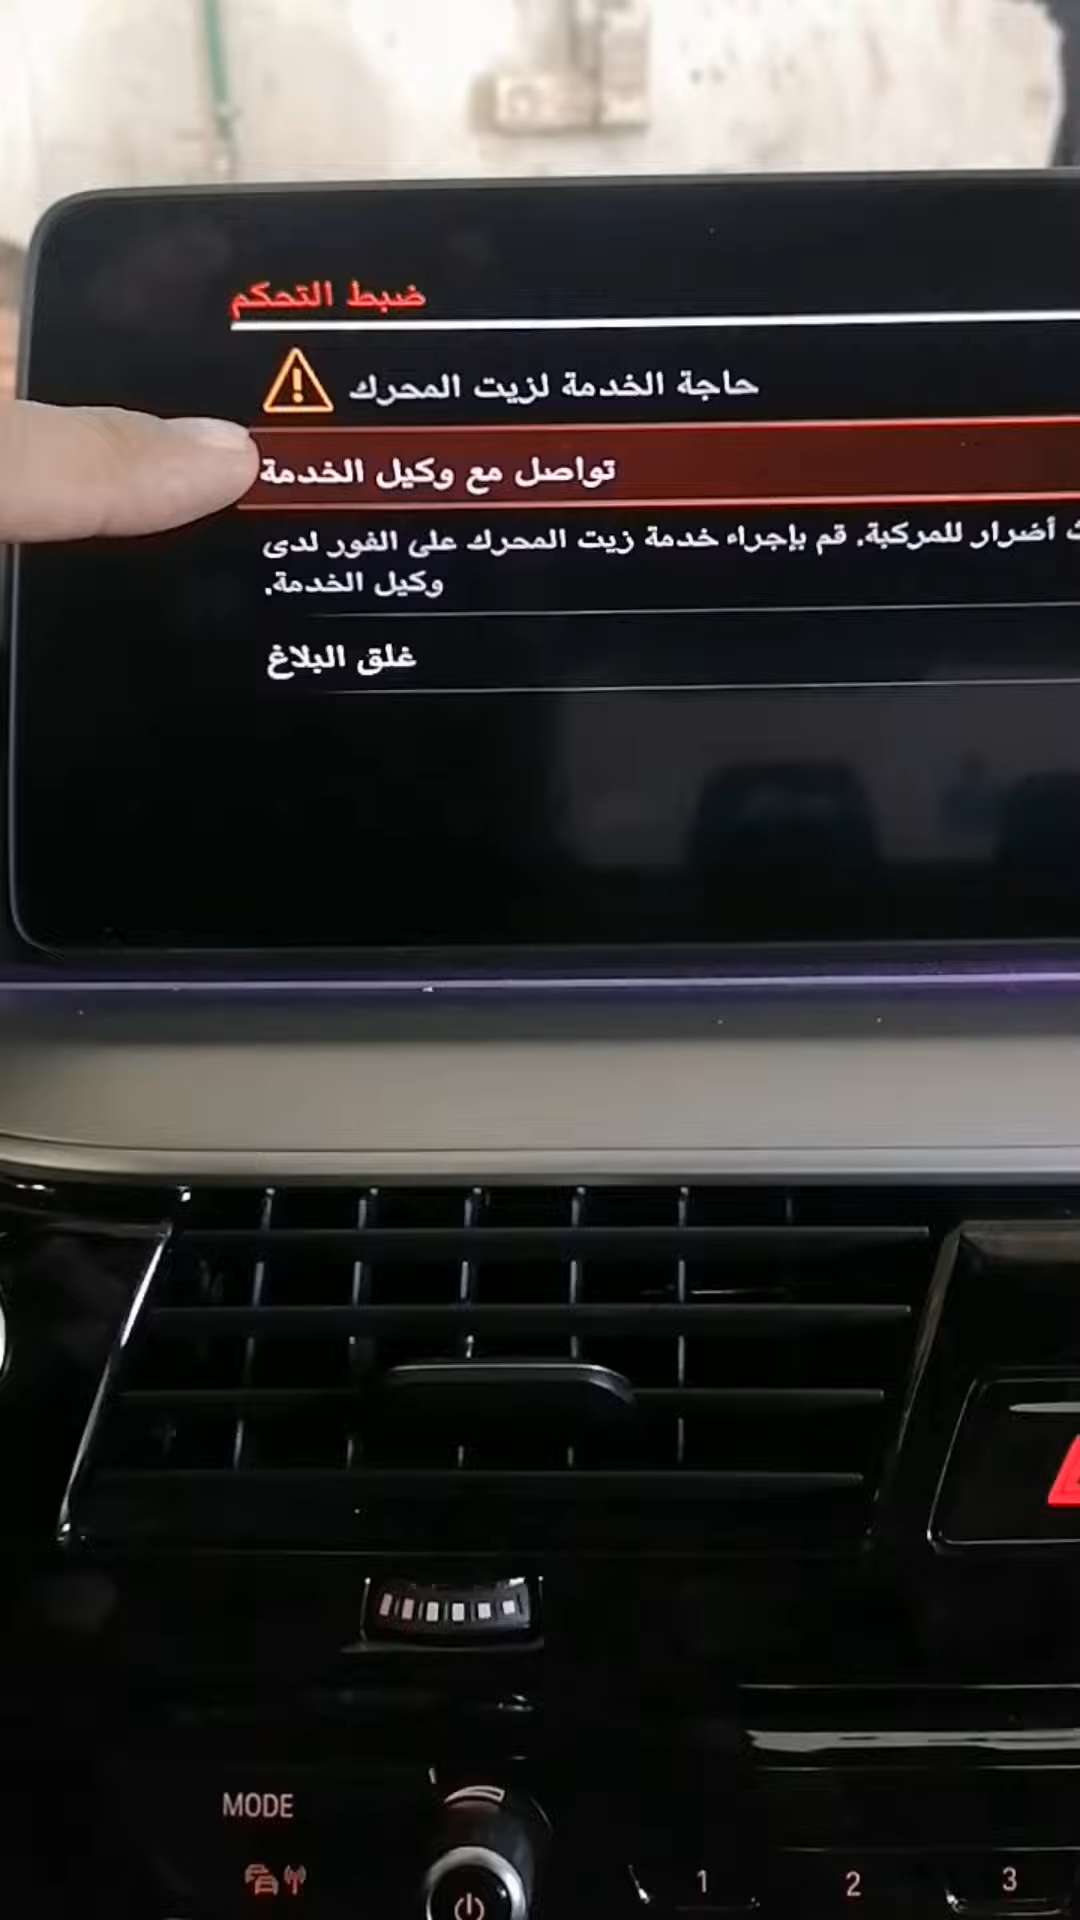 ضبط التحكم
حاجة الخدمة لزيت المحرك
تواصل مع وكيل الخدمة
أضرار للمركبة. قم بإجراء خدمة زيت المحرك على الفور لدى
وكيل الخدمة.
غلق البلاغ
MODE
1 2 3